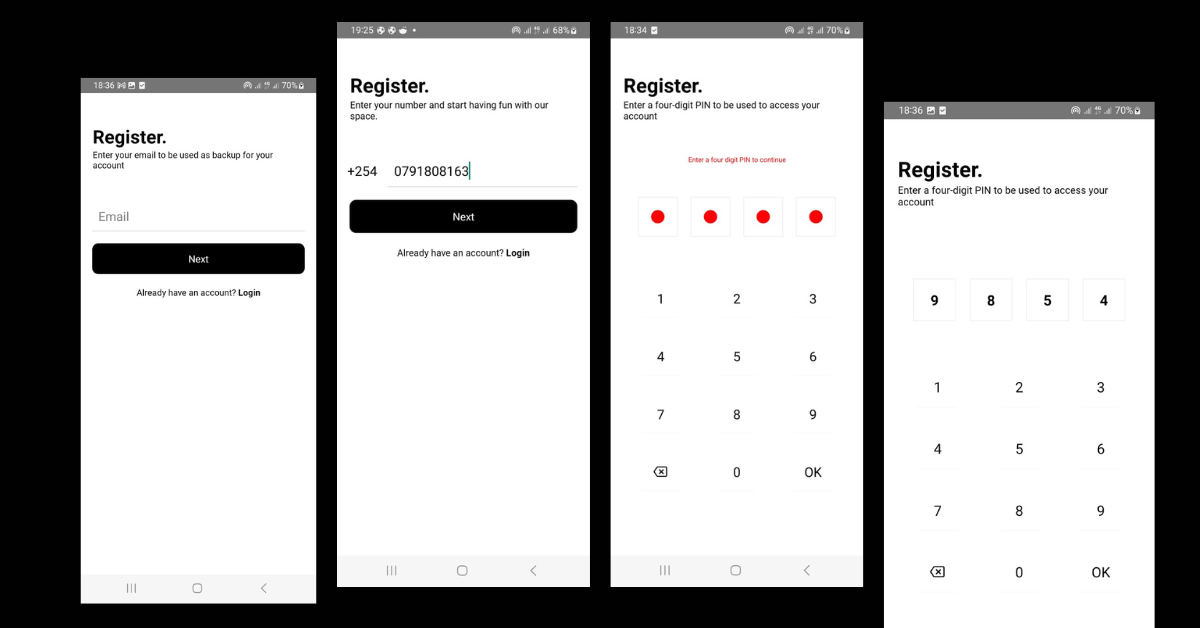 18:36 70%
Register.
Enter your email to be used as backup for your
account
Email
Next
Already have an account? Login
19:25 4G 68%
Register.
Enter your number and start having fun with our
space.
+254 0791808163
Next
Already have an account? Login
18:34 4G 70%
Register.
Enter a four-digit PIN to be used to access your
account
Enter a four digit PIN to continue
1 2 3
4 5 6
7 8 9
0 OK
18:36 4G 70%
Register.
Enter a four-digit PIN to be used to access your
account
9 8 5 4
1 2 3
4 5 6
7 8 9
0 OK